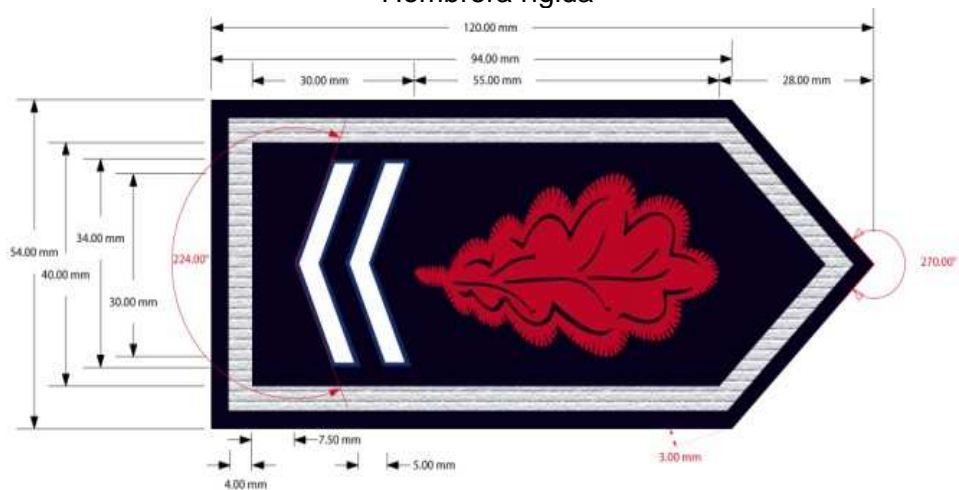 Hombrera rígida
120.00 mm
94.00 mm
30.00 mm
55.00 mm
28.00 mm
54.00 mm
40.00 mm
34.00 mm
30.00 mm
224.00°
270.00°
7.50 mm
5.00 mm
4.00 mm
3.00 mm